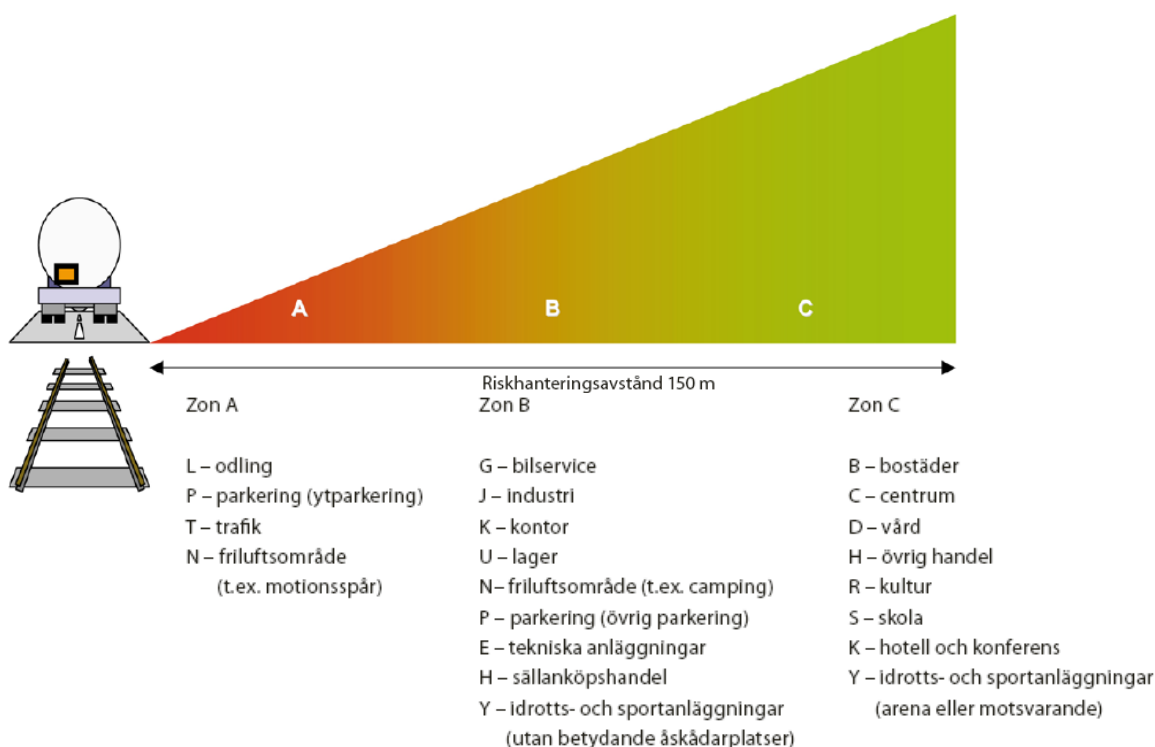 A
B
C
Riskhanteringsavstånd 150 m
Zon A
L – odling
P – parkering (ytparkering)
T – trafik
N – friluftsområde
(t.ex. motionsspår)
Zon B
G – bilservice
J – industri
K – kontor
U – lager
N– friluftsområde (t.ex. camping)
P – parkering (övrig parkering)
E – tekniska anläggningar
H – sällanköpshandel
Y – idrotts- och sportanläggningar
(utan betydande åskådarplatser)
Zon C
B – bostäder
C – centrum
D – vård
H – övrig handel
R – kultur
S – skola
K – hotell och konferens
Y – idrotts- och sportanläggningar
(arena eller motsvarande)